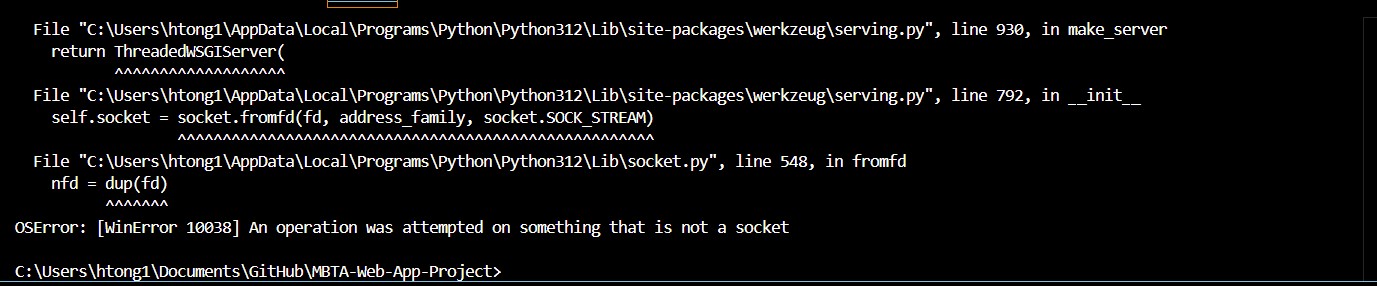 File "C:\Users\htong1\AppData\Local\Programs\Python\Python312\Lib\site-packages\werkzeug\serving.py", line 930, in make_server
return ThreadedWSGIServer(
^^^^^^^^^^^^^^^^^^^
File "C:\Users\htong1\AppData\Local\Programs\Python\Python312\Lib\site-packages\werkzeug\serving.py", line 792, in __init__
self.socket = socket.fromfd(fd, address_family, socket.SOCK_STREAM)
^^^^^^^^^^^^^^^^^^^^^^^^^^^^^^^^^^^^^^^^^^^^^^^^^^^^^
File "C:\Users\htong1\AppData\Local\Programs\Python\Python312\Lib\socket.py", line 548, in fromfd
nfd = dup(fd)
^^^^^^^
OSError: [WinError 10038] An operation was attempted on something that is not a socket
C:\Users\htong1\Documents\GitHub\MBTA-Web-App-Project>